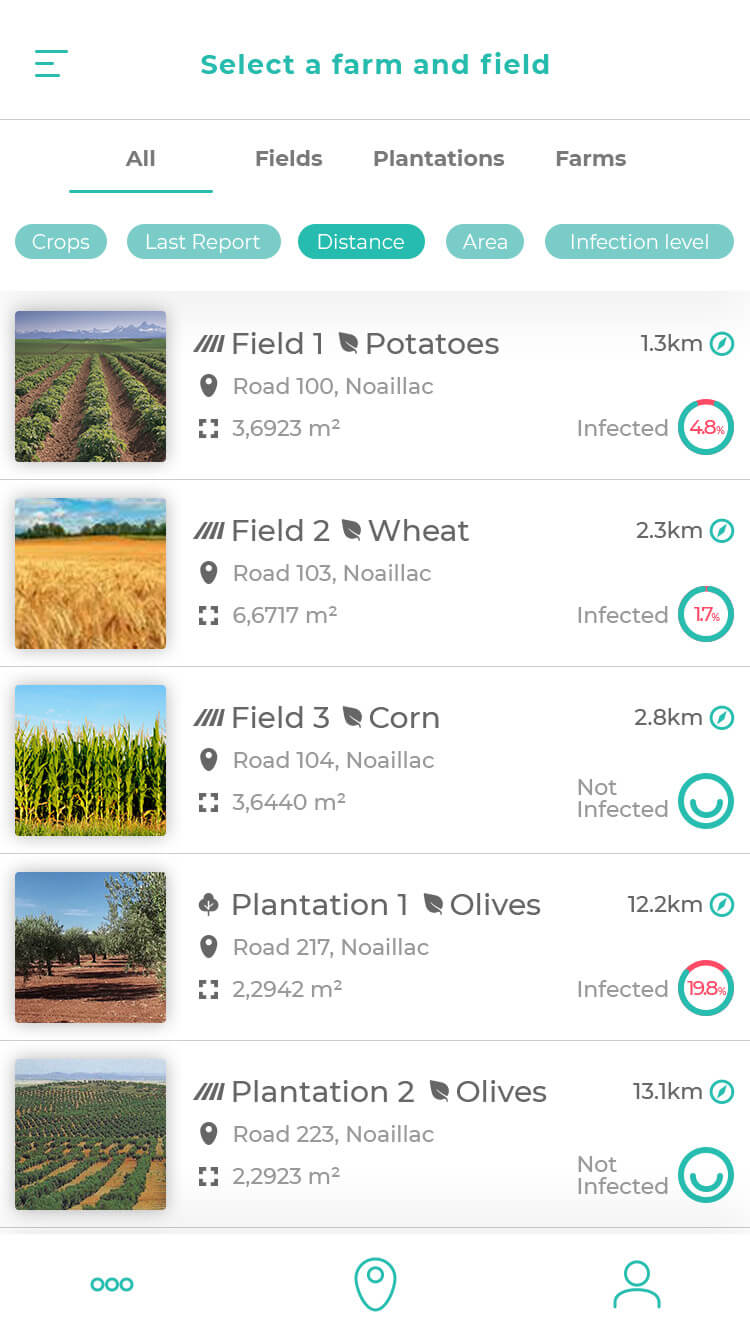 Select a farm and field
All Fields Plantations Farms
Crops Last Report Distance Area Infection level
Field 1 Potatoes 1.3km
Road 100, Noaillac
3,6923 m² Infected 4.8%
Field 2 Wheat 2.3km
Road 103, Noaillac
6,6717 m² Infected 1.7%
Field 3 Corn 2.8km
Road 104, Noaillac
3,6440 m² Not Infected
Plantation 1 Olives 12.2km
Road 217, Noaillac
2,2942 m² Infected 19.8%
Plantation 2 Olives 13.1km
Road 223, Noaillac
2,2923 m² Not Infected